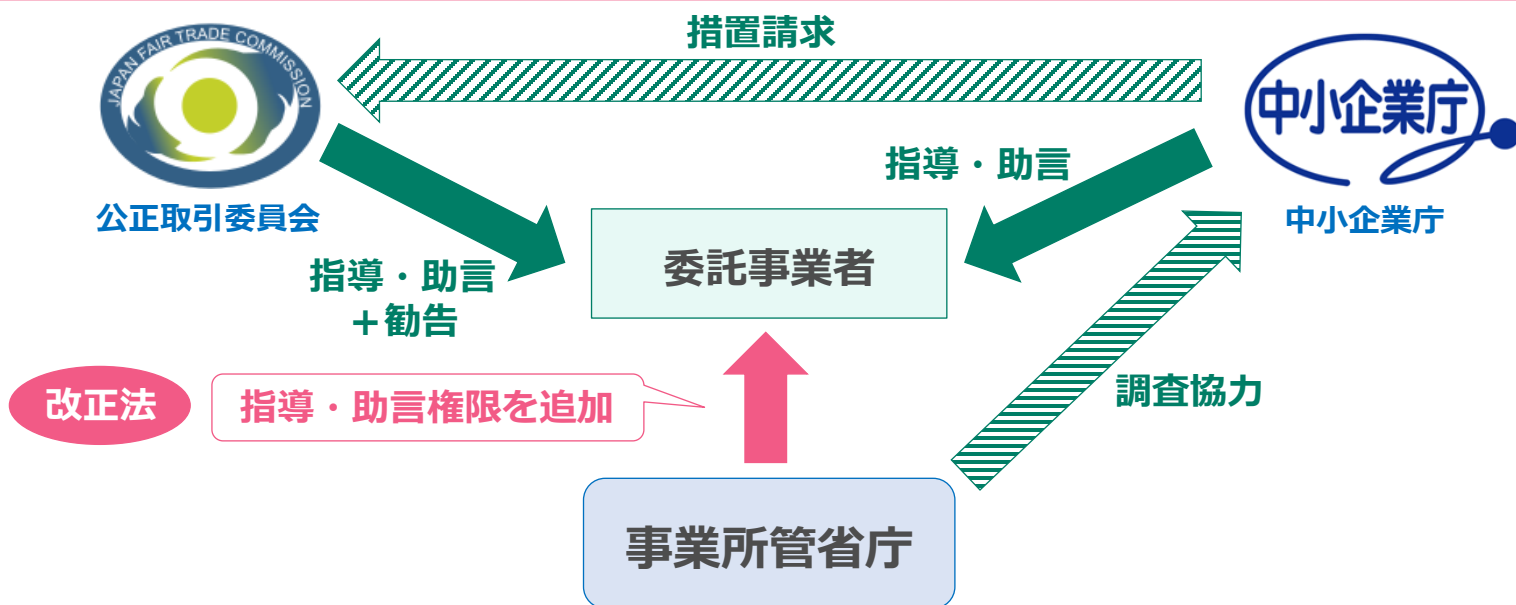 措置請求
JAPAN FAIR TRADE COMMISSION
中小企業庁
指導・助言
公正取引委員会
中小企業庁
委託事業者
指導・助言
＋勧告
改正法
指導・助言権限を追加
調査協力
事業所管省庁